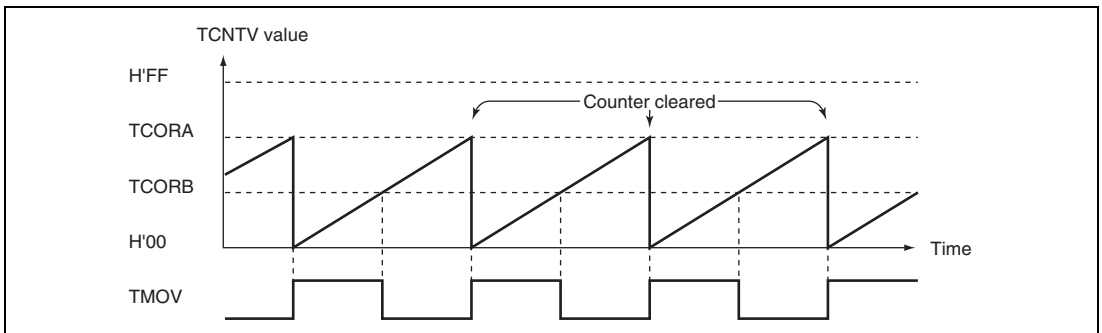 TCNTV value
H'FF
Counter cleared
TCORA
TCORB
H'00
Time
TMOV